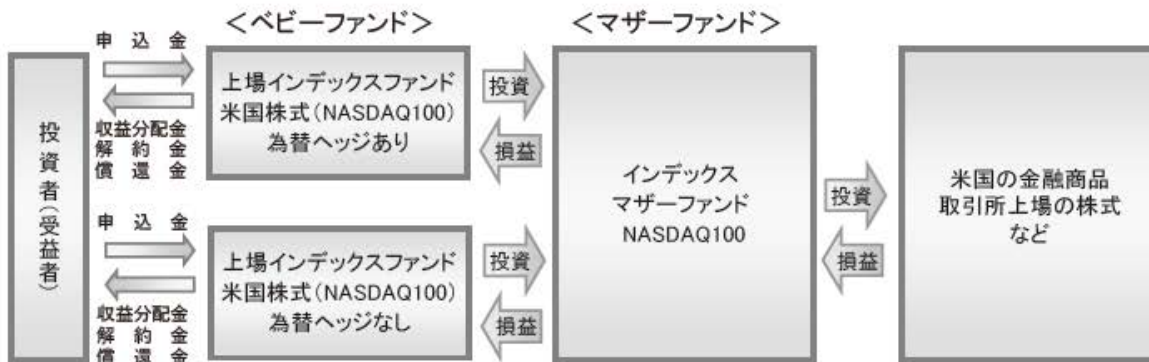 <ベビーファンド>
<マザーファンド>
投資者(受益者)
申込金
収益分配金
解約金
償還金
上場インデックスファンド
米国株式(NASDAQ100)
為替ヘッジあり
投資
損益
申込金
収益分配金
解約金
償還金
上場インデックスファンド
米国株式(NASDAQ100)
為替ヘッジなし
投資
損益
インデックス
マザーファンド
NASDAQ100
投資
損益
米国の金融商品
取引所上場の株式
など